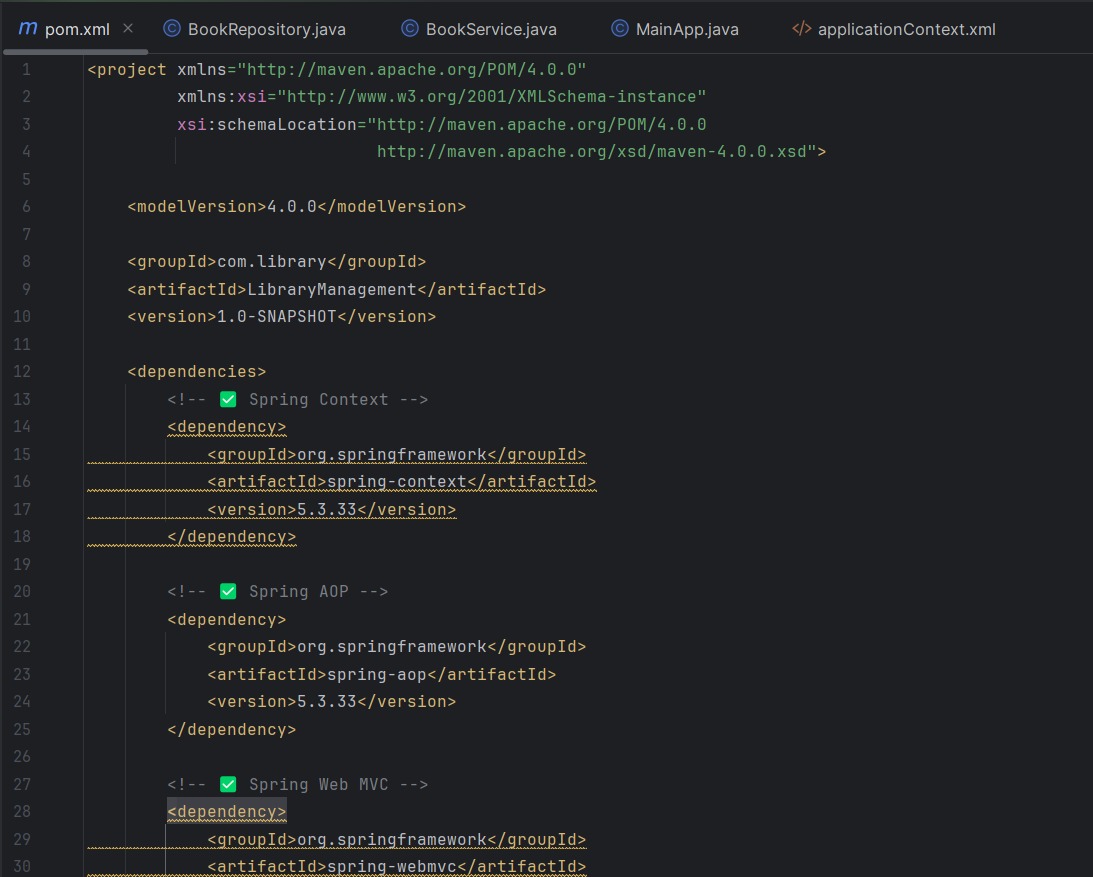 m pom.xml × © BookRepository.java © BookService.java © MainApp.java </> applicationContext.xml
1 <project xmlns="http://maven.apache.org/POM/4.0.0"
2 xmlns:xsi="http://www.w3.org/2001/XMLSchema-instance"
3 xsi:schemaLocation="http://maven.apache.org/POM/4.0.0
4 http://maven.apache.org/xsd/maven-4.0.0.xsd">
5
6 <modelVersion>4.0.0</modelVersion>
7
8 <groupId>com.library</groupId>
9 <artifactId>LibraryManagement</artifactId>
10 <version>1.0-SNAPSHOT</version>
11
12 <dependencies>
13 <!-- ✅ Spring Context -->
14 <dependency>
15 <groupId>org.springframework</groupId>
16 <artifactId>spring-context</artifactId>
17 <version>5.3.33</version>
18 </dependency>
19
20 <!-- ✅ Spring AOP -->
21 <dependency>
22 <groupId>org.springframework</groupId>
23 <artifactId>spring-aop</artifactId>
24 <version>5.3.33</version>
25 </dependency>
26
27 <!-- ✅ Spring Web MVC -->
28 <dependency>
29 <groupId>org.springframework</groupId>
30 <artifactId>spring-webmvc</artifactId>